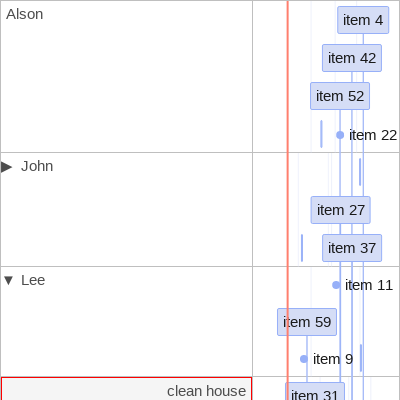 Alson
item 4
item 42
item 52
item 22
▶ John
item 27
item 37
▼ Lee
item 11
item 59
item 9
clean house
item 31